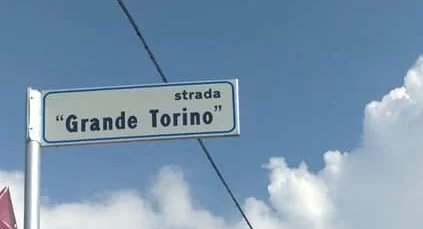 strada
“Grande Torino”